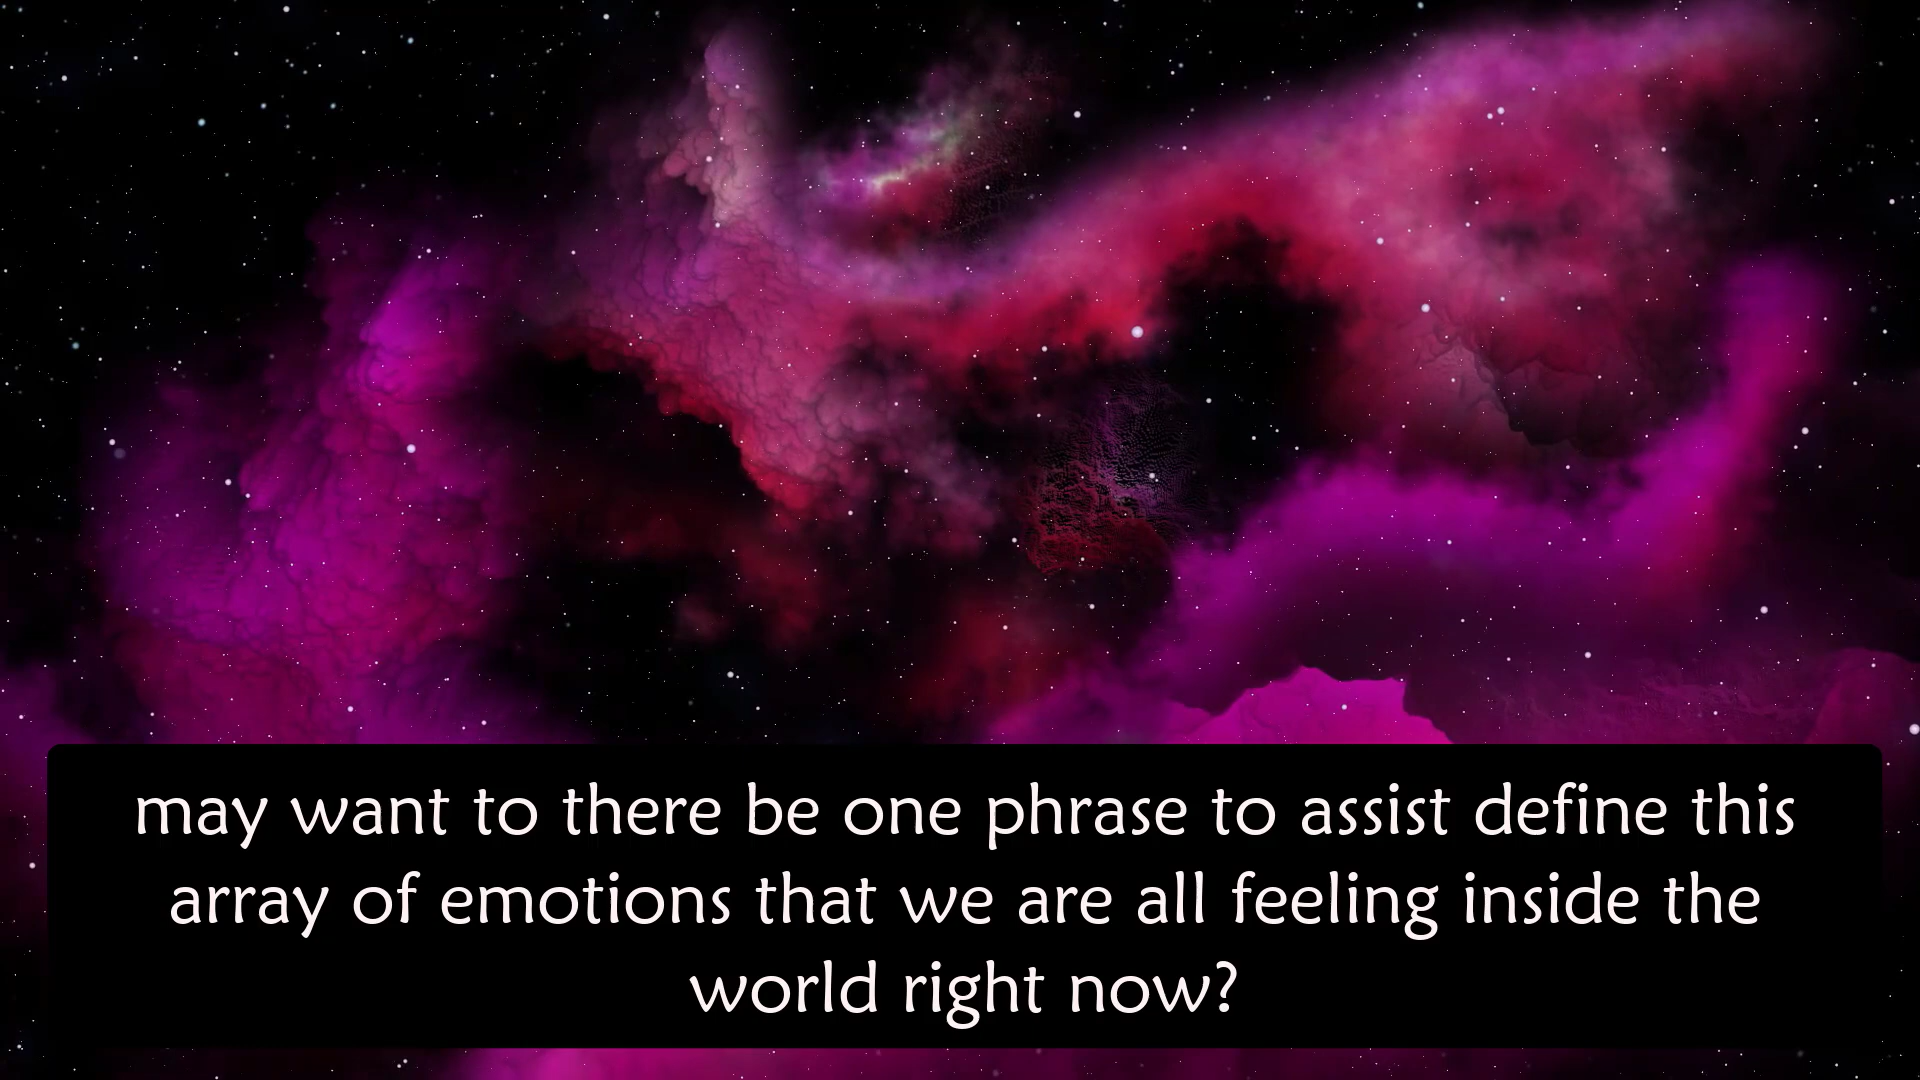 may want to there be one phrase to assist define this
array of emotions that we are all feeling inside the
world right now?